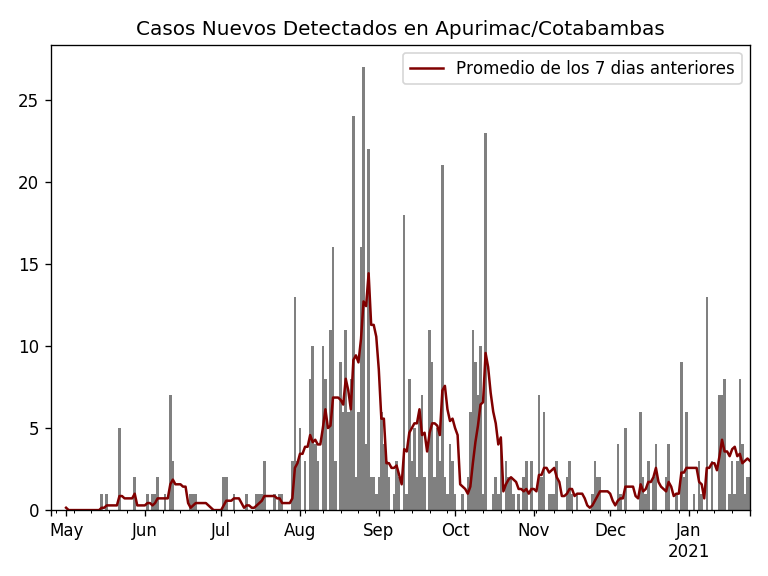 Casos Nuevos Detectados en Apurimac/Cotabambas
Promedio de los 7 dias anteriores
25
20
15
10
5
0
May Jun Jul Aug Sep Oct Nov Dec Jan
2021